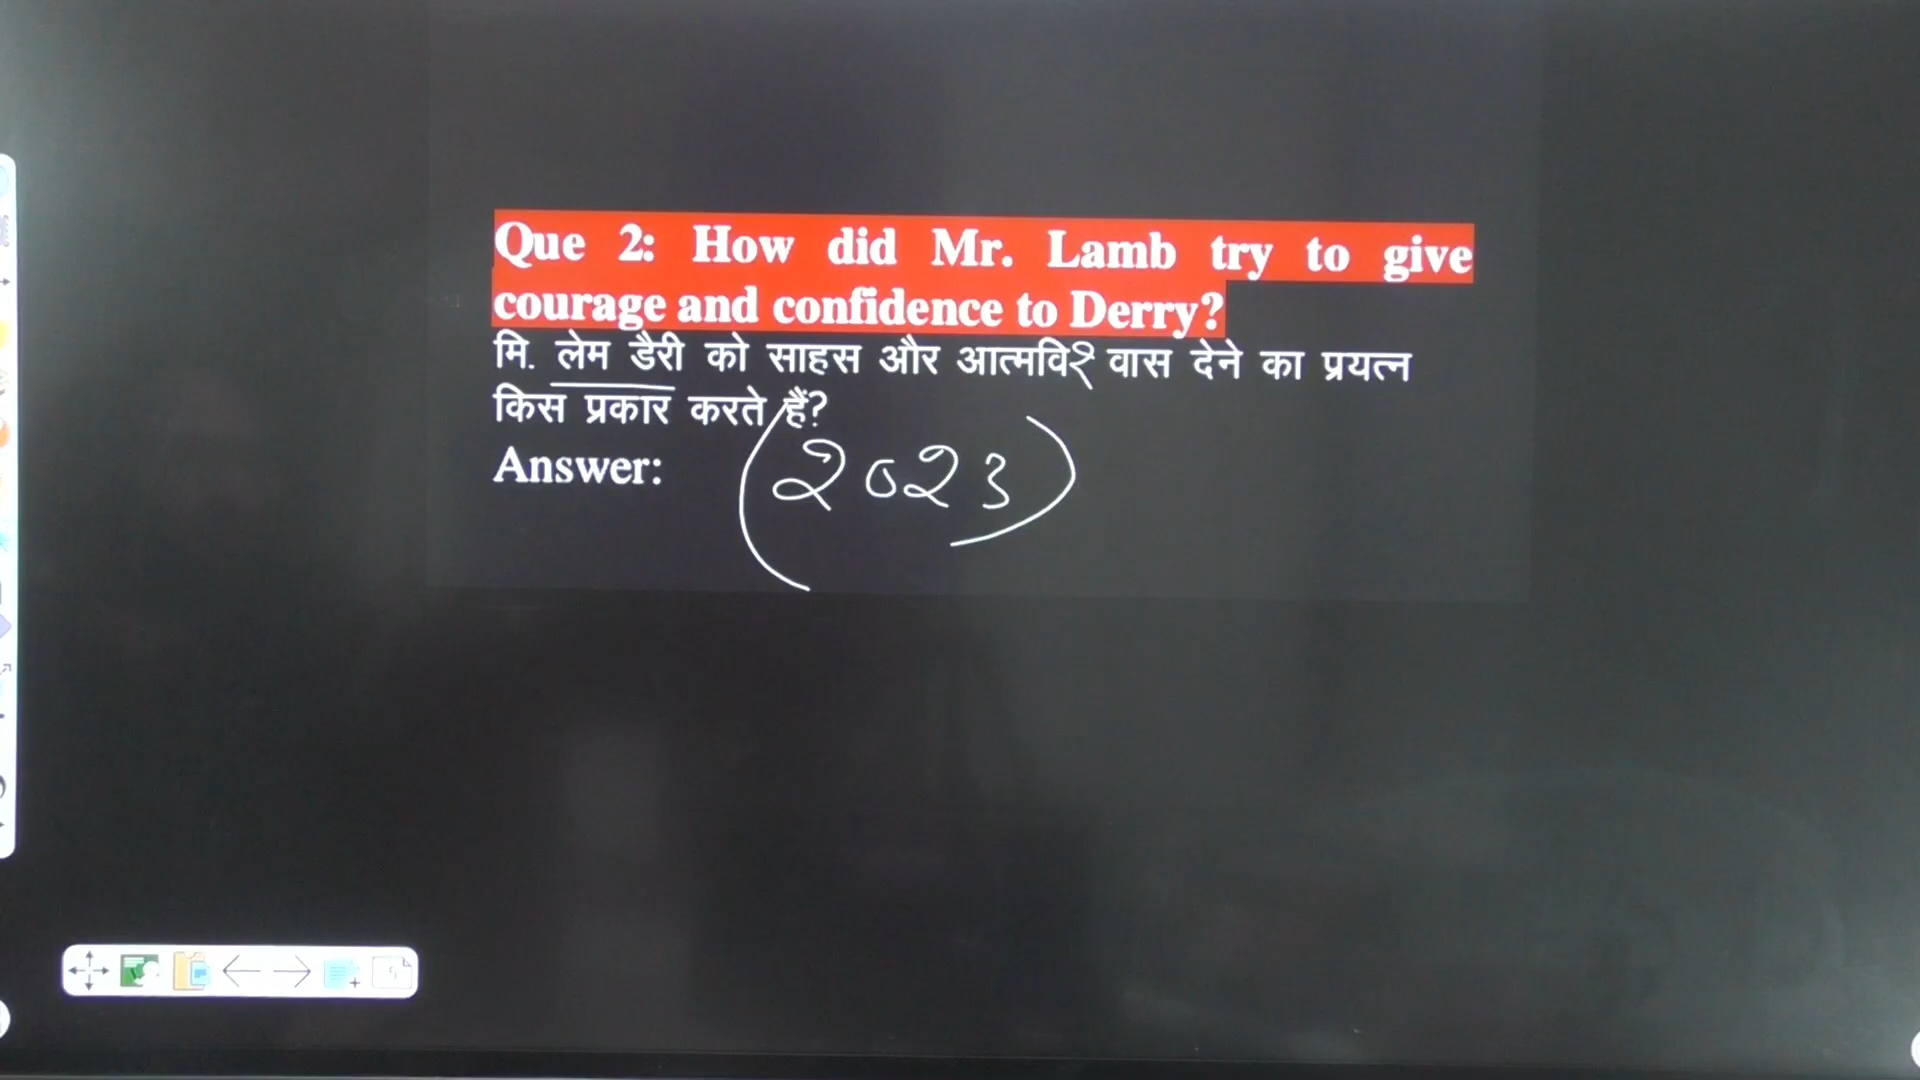 Que 2: How did Mr. Lamb try to give
courage and confidence to Derry?
मि. लेम डैरी को साहस और आत्मविश्वास देने का प्रयत्न
किस प्रकार करते हैं?
Answer: (2023)